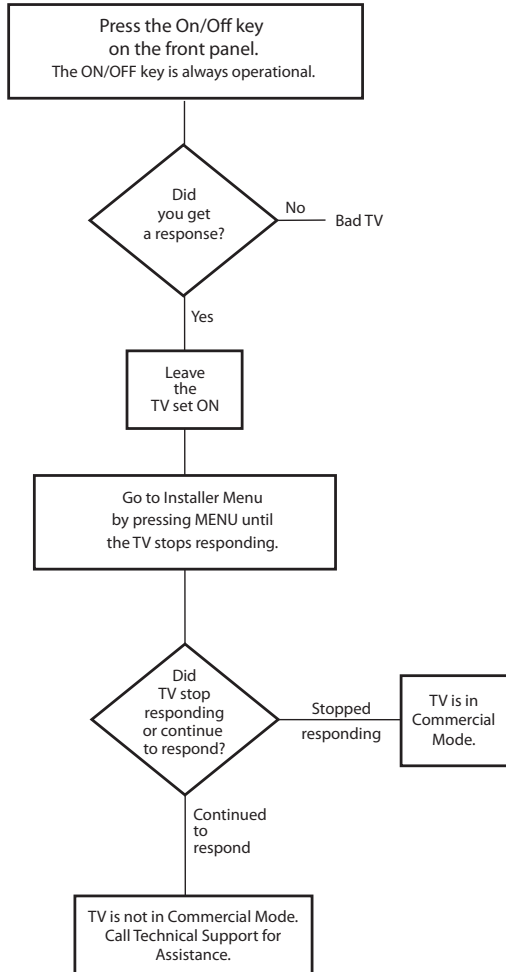 Press the On/Off key
on the front panel.
The ON/OFF key is always operational.
Did
you get
a response?
No
Bad TV
Yes
Leave
the
TV set ON
Go to Installer Menu
by pressing MENU until
the TV stops responding.
Did
TV stop
responding
or continue
to respond?
Stopped
responding
TV is in
Commercial
Mode.
Continued
to
respond
TV is not in Commercial Mode.
Call Technical Support for
Assistance.